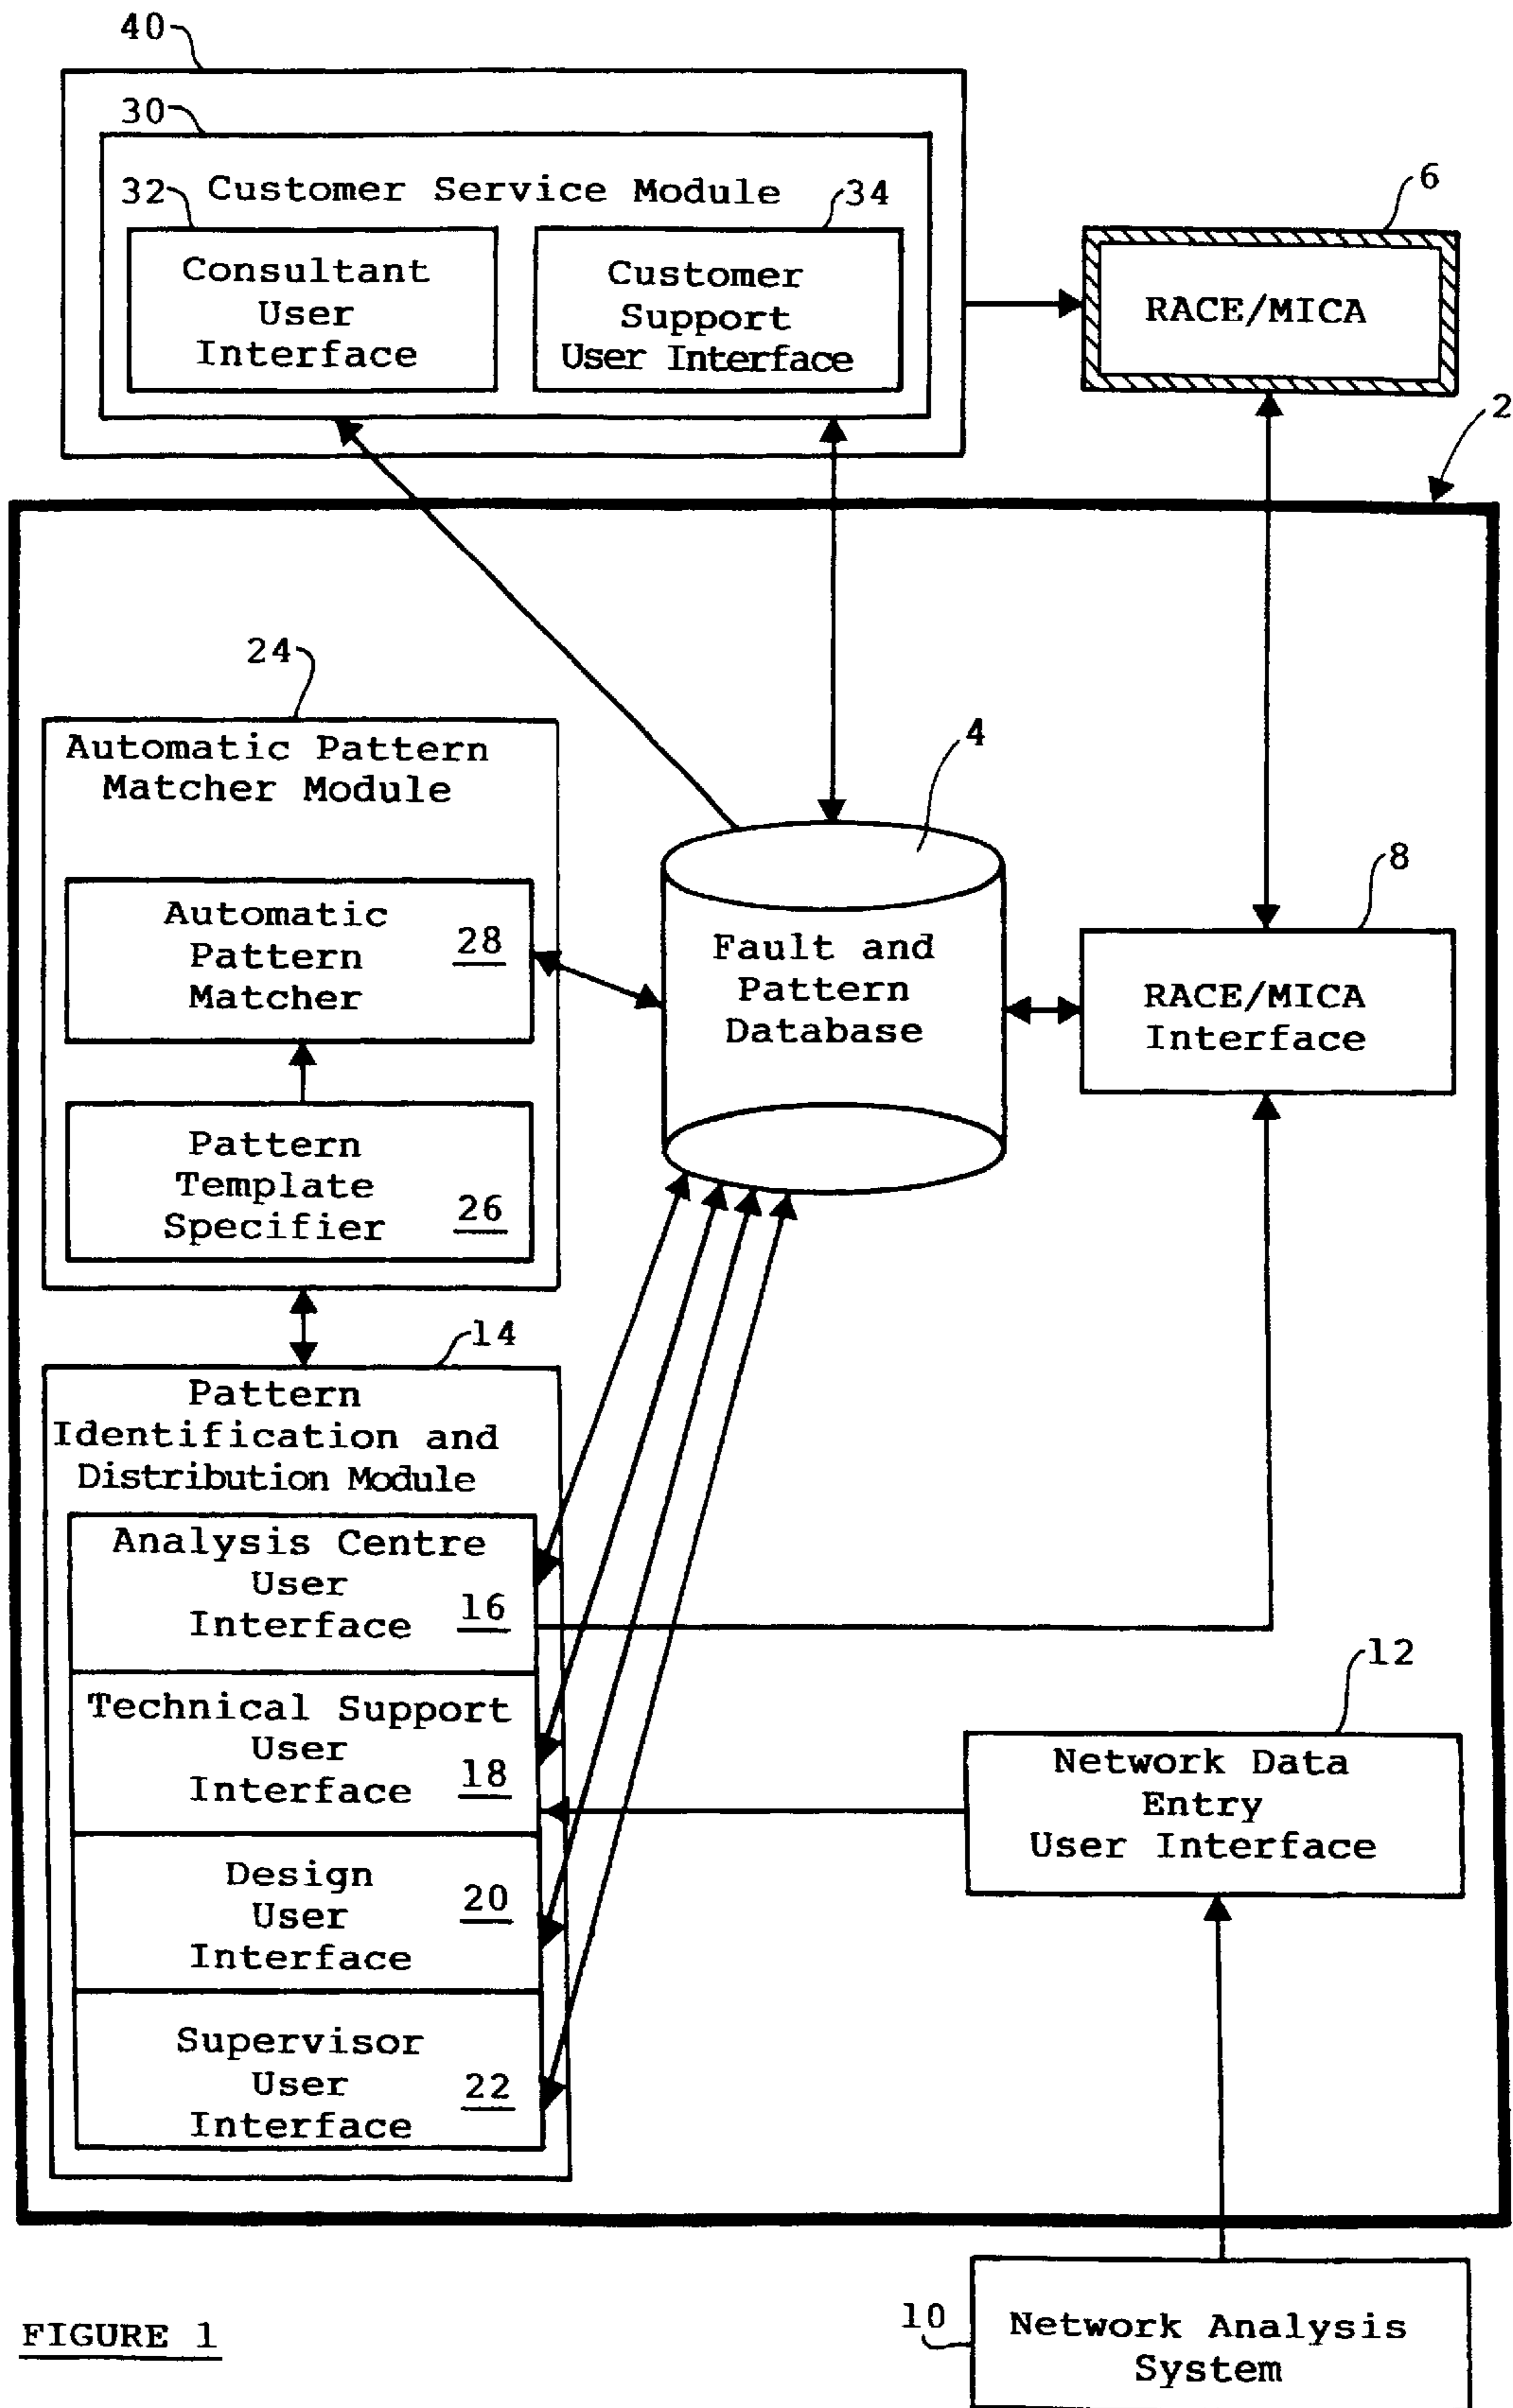 40
30
Customer Service Module
32
34
Consultant
User
Interface
Customer
Support
User Interface
6
RACE/MICA
2
24
Automatic Pattern
Matcher Module
Automatic
Pattern
Matcher
28
Pattern
Template
Specifier
26
4
Fault and
Pattern
Database
8
RACE/MICA
Interface
14
Pattern
Identification and
Distribution Module
Analysis Centre
User
Interface
16
Technical Support
User
Interface
18
Design
User
Interface
20
Supervisor
User
Interface
22
12
Network Data
Entry
User Interface
10
Network Analysis
System
FIGURE 1